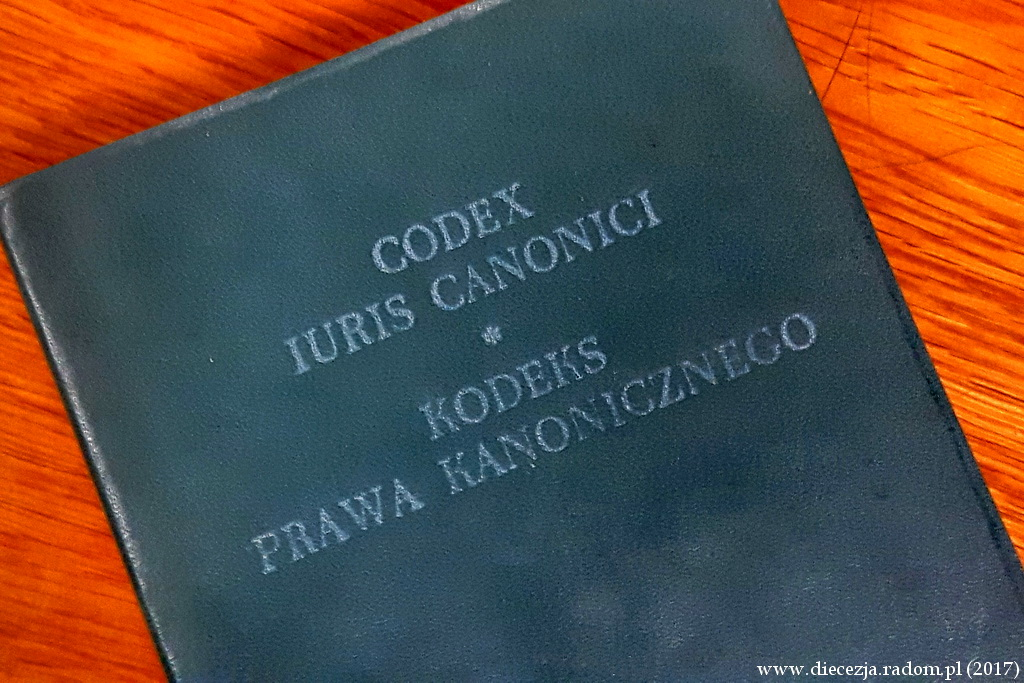 CODEX
IURIS CANONICI
*
KODEKS
PRAWA KANONICZNEGO
www.diecezja.radom.pl (2017)